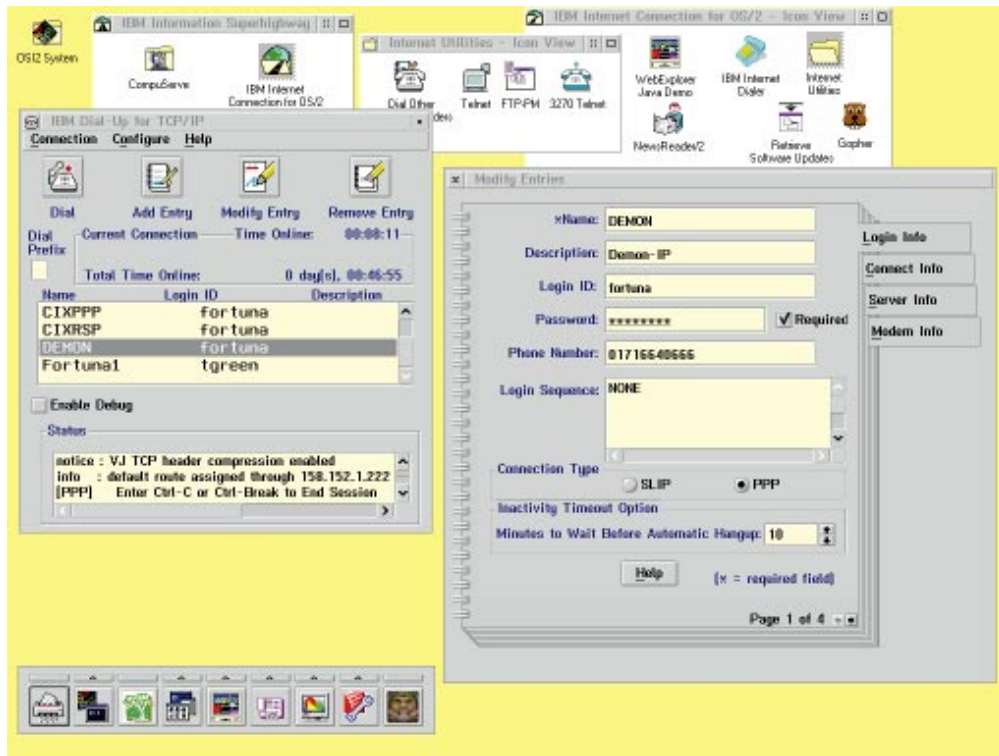 OS/2 System
IBM Information Superhighway
CompuServe
IBM Internet
Connection for OS/2
Internet Utilities - Icon View
Dial Other
ders
Telnet
FTP-PM
3270 Telnet
IBM Internet Connection for OS/2 - Icon View
WebExplorer
Java Demo
IBM Internet
Dialer
Internet
Utilities
NewsReader/2
Retrieve
Software Updates
Gopher
IBM Dial-Up for TCP/IP
Connection Configure Help
Dial Add Entry Modify Entry Remove Entry
Dial
Prefix
Current Connection Time Online: 00:08:11
Total Time Online: 0 day(s), 00:46:55
Name Login ID Description
CIXPPP fortuna
CIXRSP fortuna
DEMON fortuna
Fortuna1 tgreen
Enable Debug
Status
notice : VJ TCP header compression enabled
info : default route assigned through 158.152.1.222
[PPP] Enter Ctrl-C or Ctrl-Break to End Session
Modify Entries
*Name: DEMON
Description: Demon-IP
Login ID: fortuna
Password: ******** Required
Phone Number: 01716640666
Login Sequence: NONE
Connection Type
SLIP PPP
Inactivity Timeout Option
Minutes to Wait Before Automatic Hangup: 10
Help (* = required field)
Page 1 of 4
Login Info
Connect Info
Server Info
Modem Info